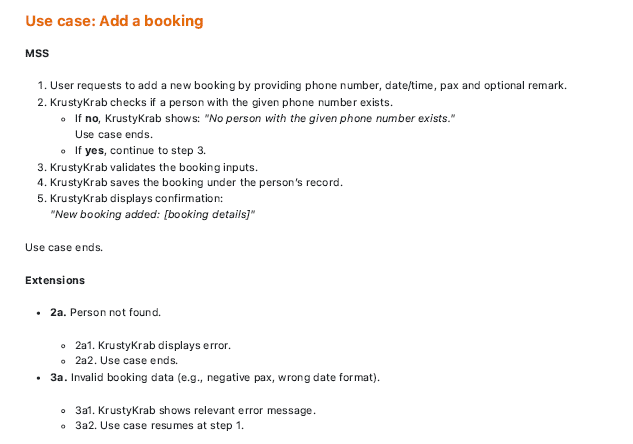 Use case: Add a booking
MSS
1. User requests to add a new booking by providing phone number, date/time, pax and optional remark.
2. KrustyKrab checks if a person with the given phone number exists.
◦ If no, KrustyKrab shows: "No person with the given phone number exists."
Use case ends.
◦ If yes, continue to step 3.
3. KrustyKrab validates the booking inputs.
4. KrustyKrab saves the booking under the person's record.
5. KrustyKrab displays confirmation:
"New booking added: [booking details]"
Use case ends.
Extensions
• 2a. Person not found.
◦ 2a1. KrustyKrab displays error.
◦ 2a2. Use case ends.
• 3a. Invalid booking data (e.g., negative pax, wrong date format).
◦ 3a1. KrustyKrab shows relevant error message.
◦ 3a2. Use case resumes at step 1.